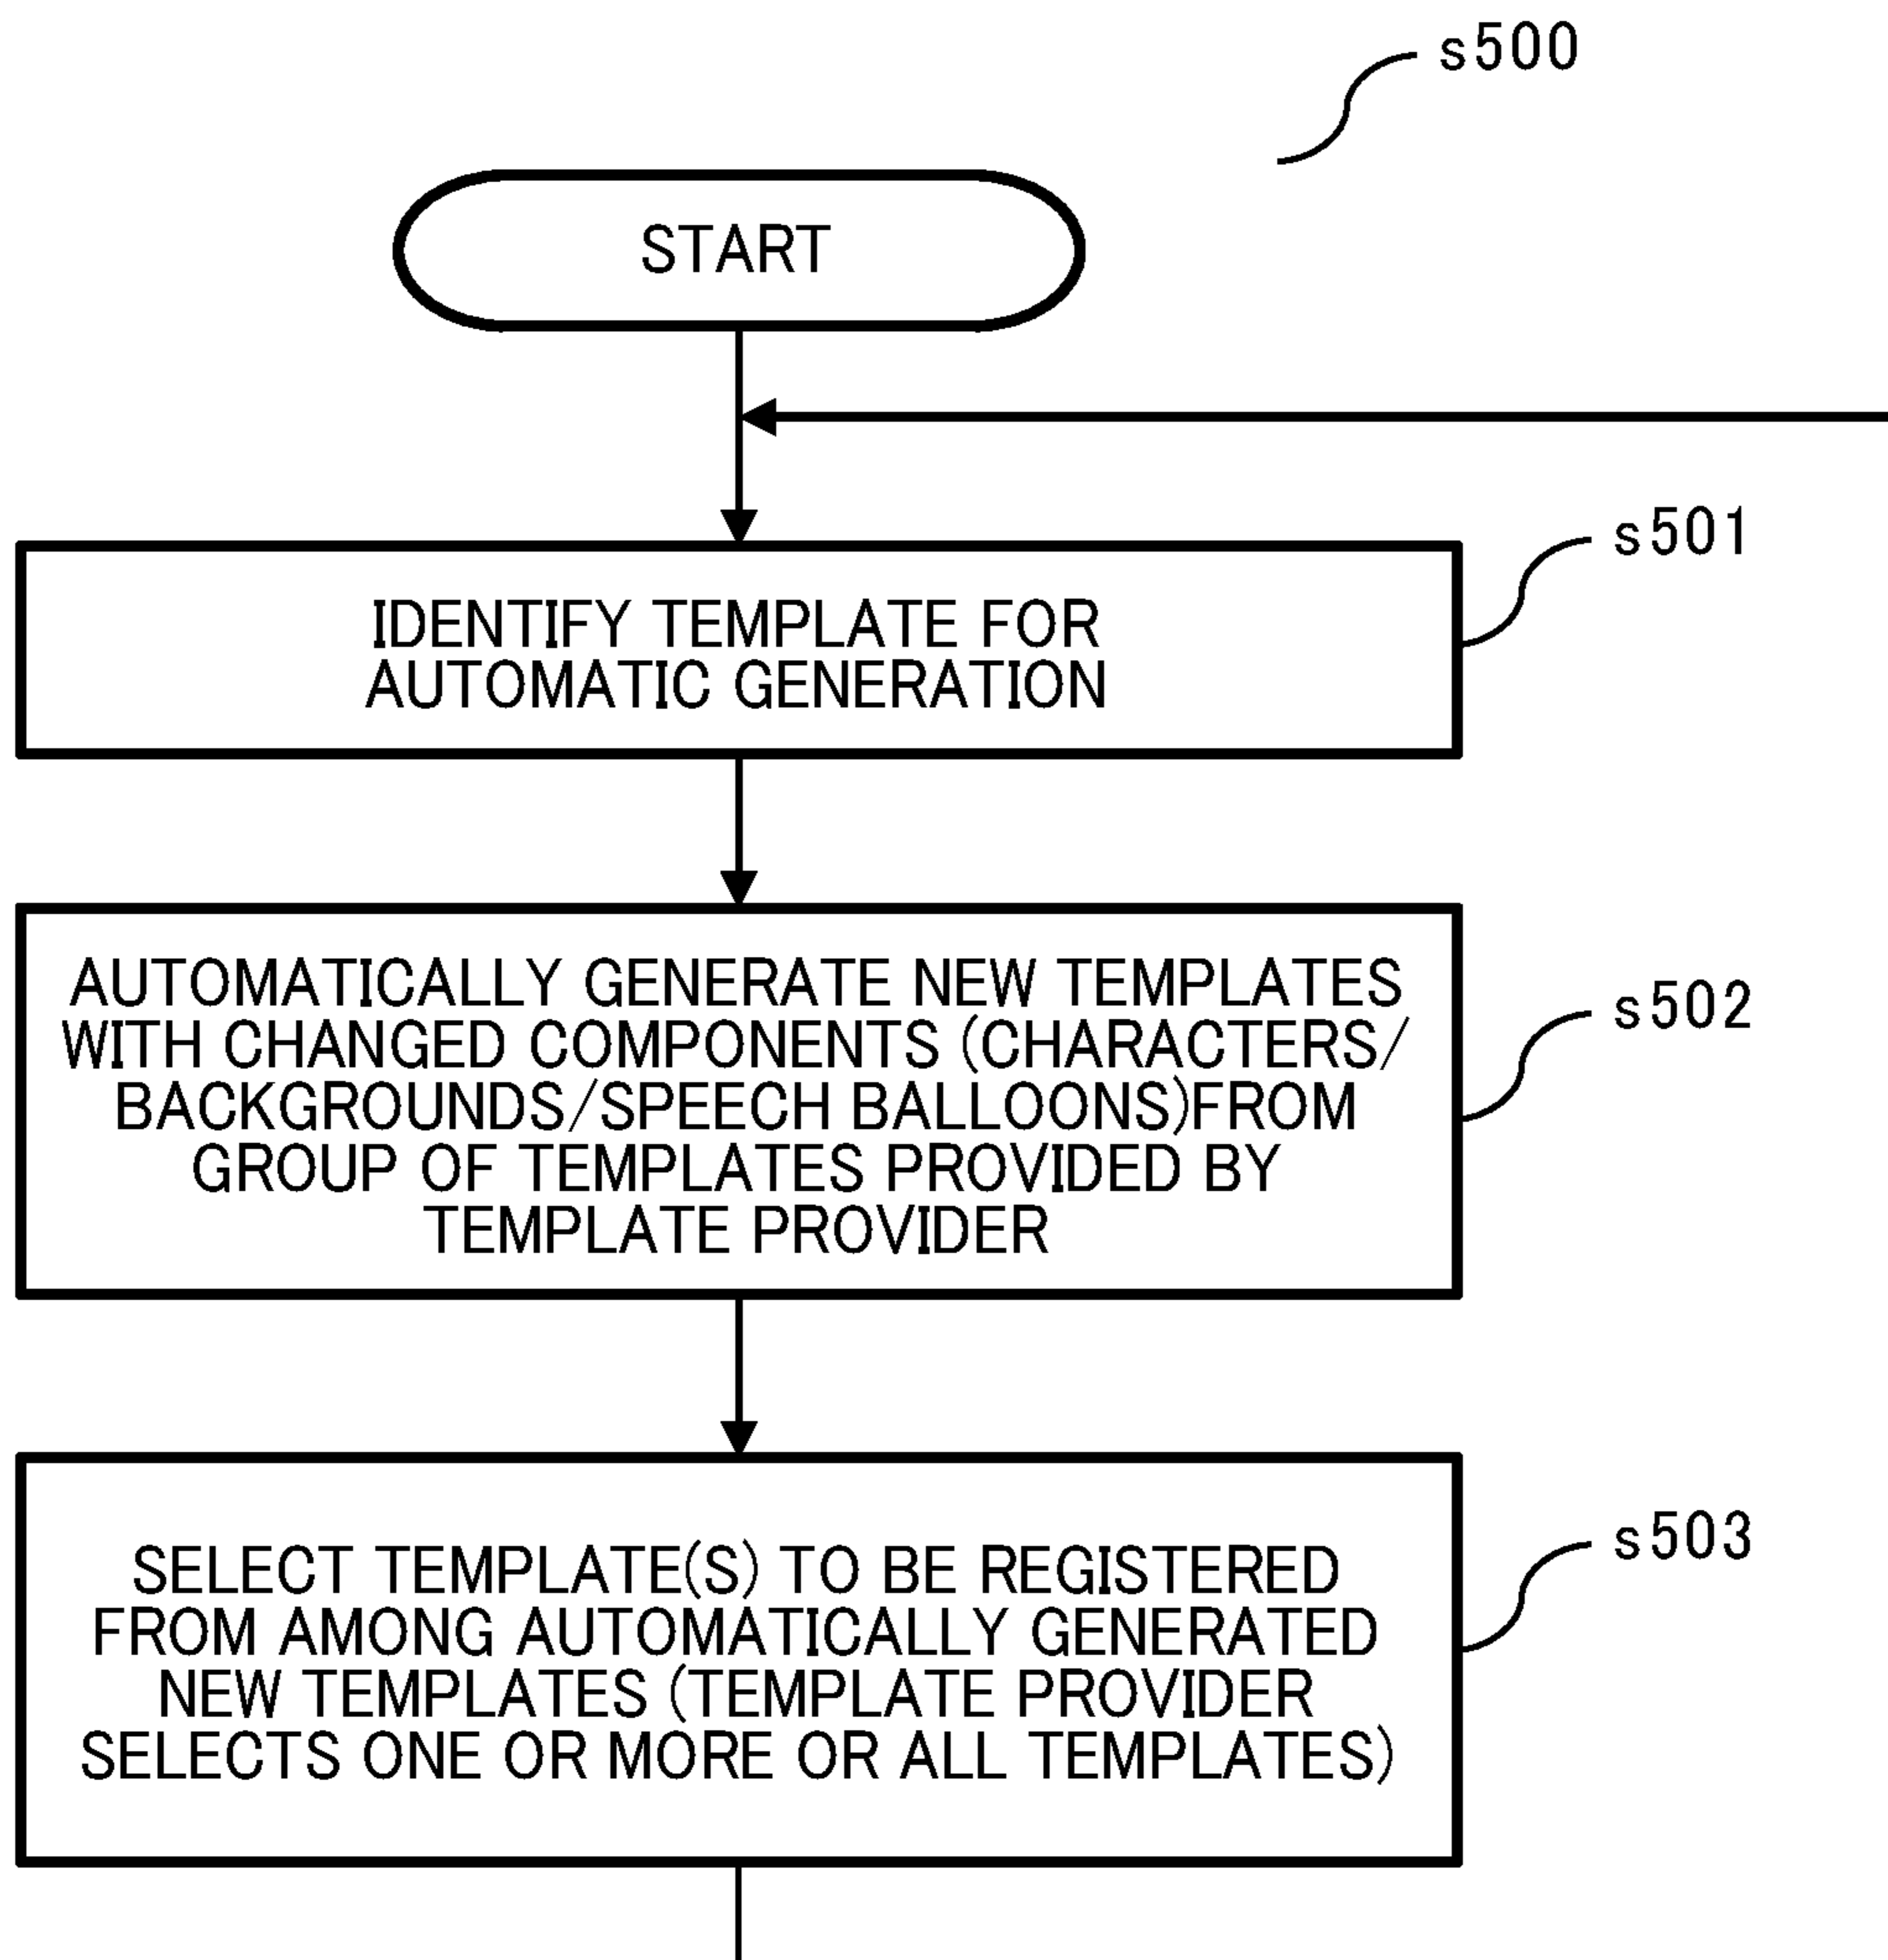 s500
START
s501
IDENTIFY TEMPLATE FOR
AUTOMATIC GENERATION
s502
AUTOMATICALLY GENERATE NEW TEMPLATES
WITH CHANGED COMPONENTS (CHARACTERS/
BACKGROUNDS/SPEECH BALLOONS)FROM
GROUP OF TEMPLATES PROVIDED BY
TEMPLATE PROVIDER
s503
SELECT TEMPLATE(S) TO BE REGISTERED
FROM AMONG AUTOMATICALLY GENERATED
NEW TEMPLATES (TEMPLATE PROVIDER
SELECTS ONE OR MORE OR ALL TEMPLATES)